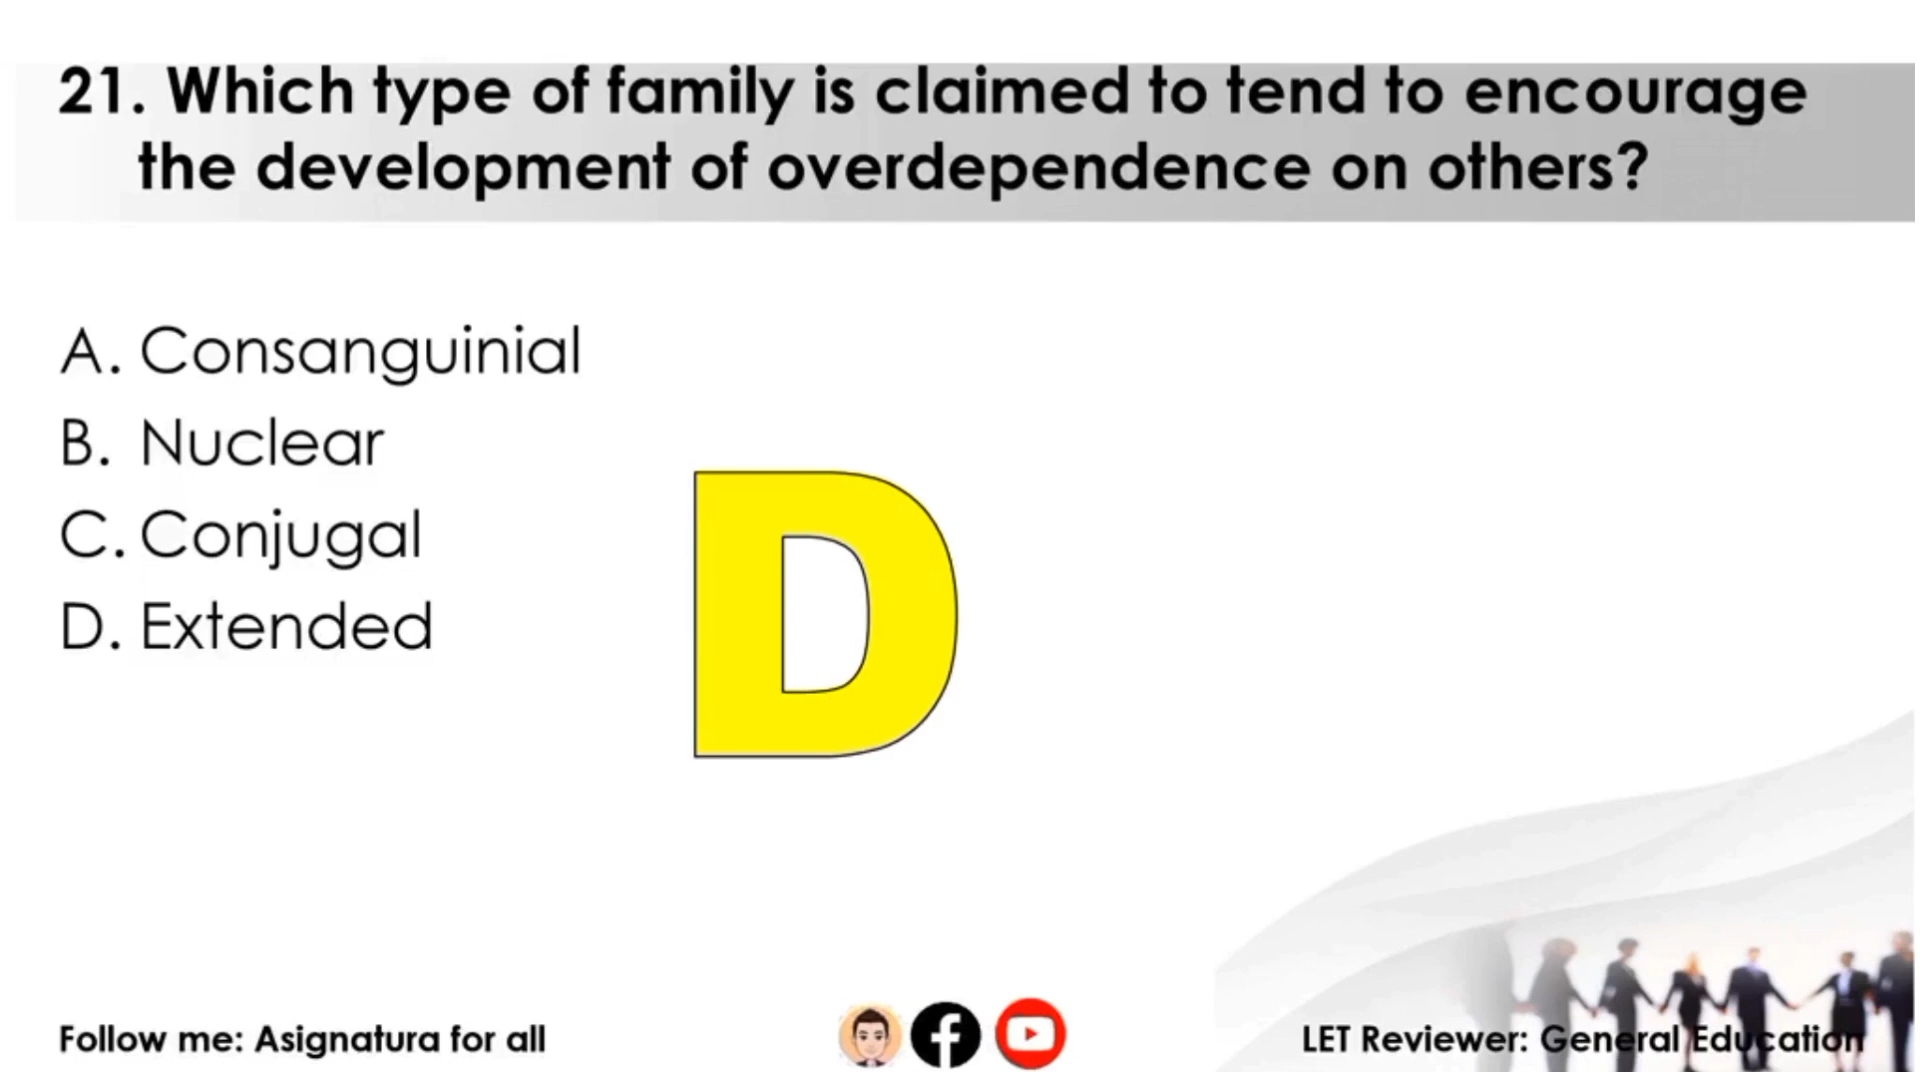 21. Which type of family is claimed to tend to encourage
the development of overdependence on others?
A. Consanguinial
B. Nuclear
C. Conjugal
D. Extended
D
Follow me: Asignatura for all
LET Reviewer: General Education